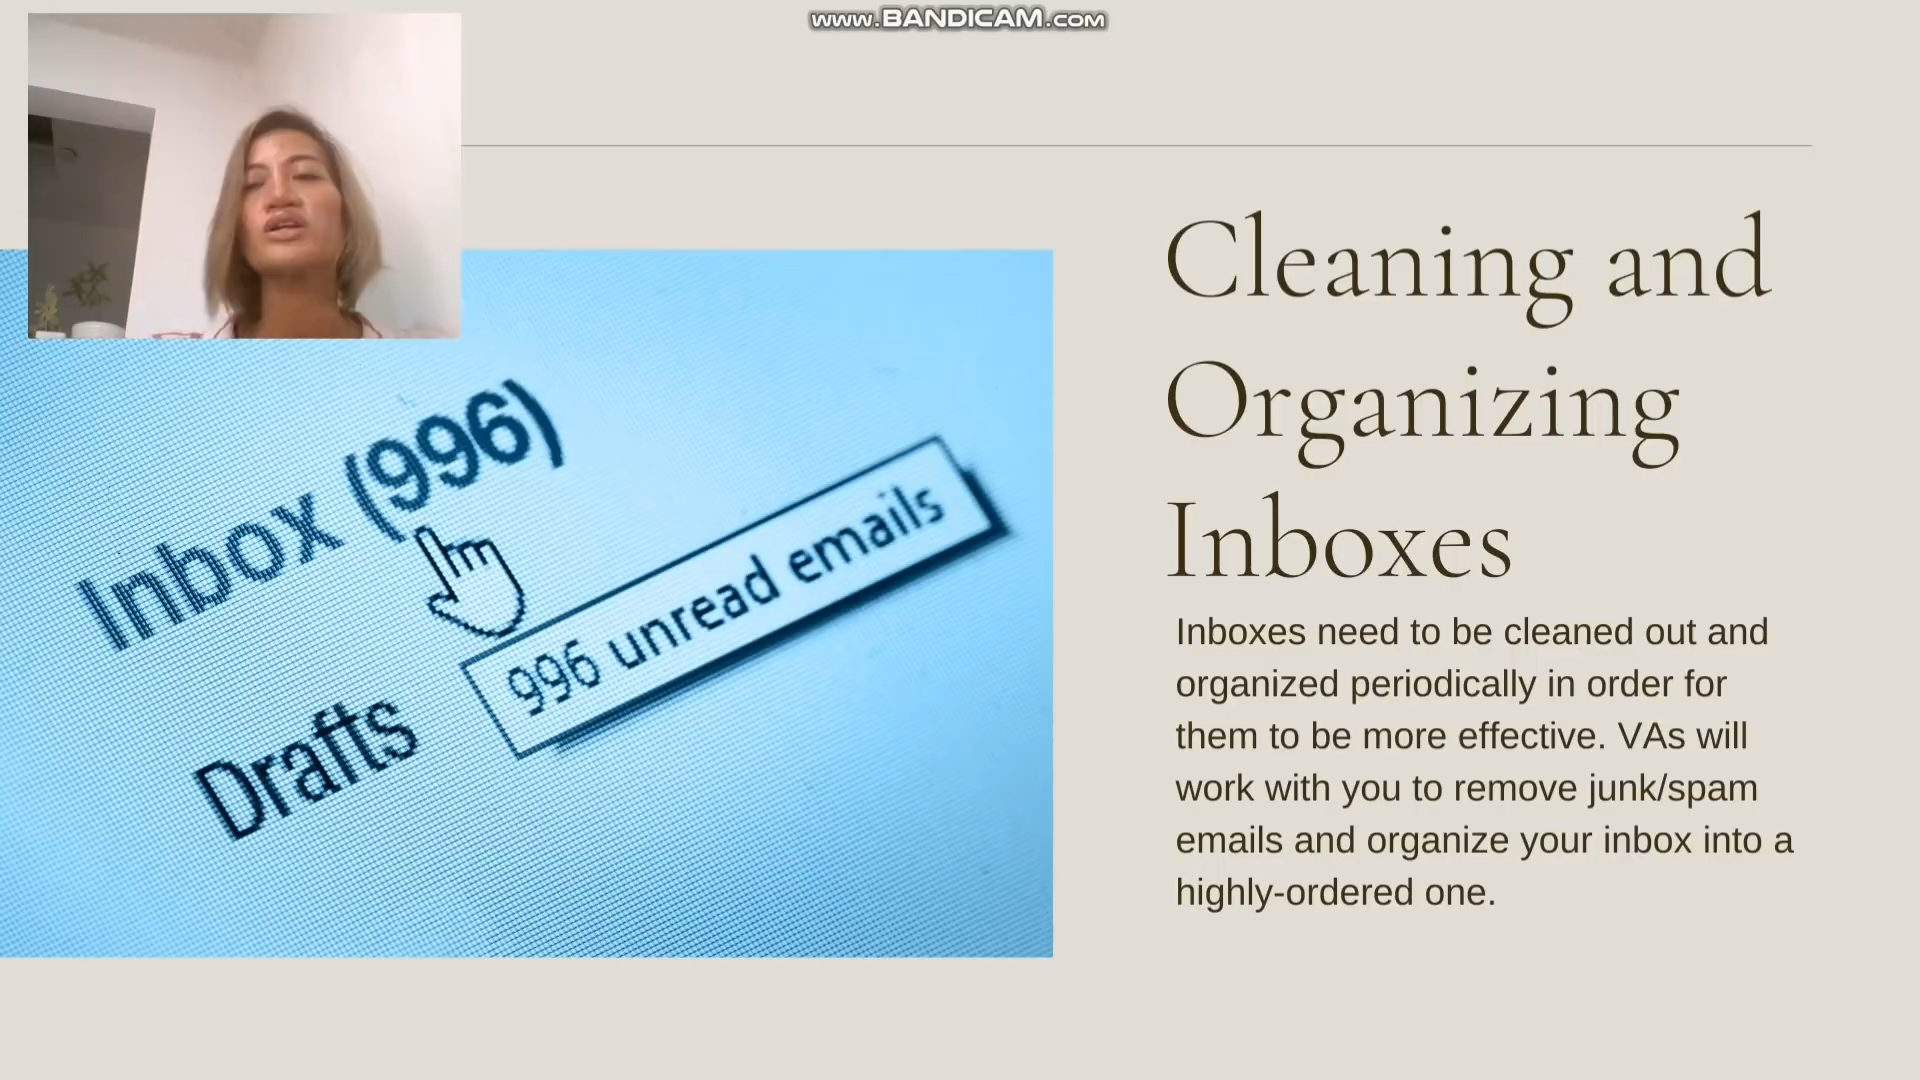 www.BANDICAM.com
Cleaning and
Organizing
Inboxes
Inbox (996)
996 unread emails
Drafts
Inboxes need to be cleaned out and
organized periodically in order for
them to be more effective. VAs will
work with you to remove junk/spam
emails and organize your inbox into a
highly-ordered one.